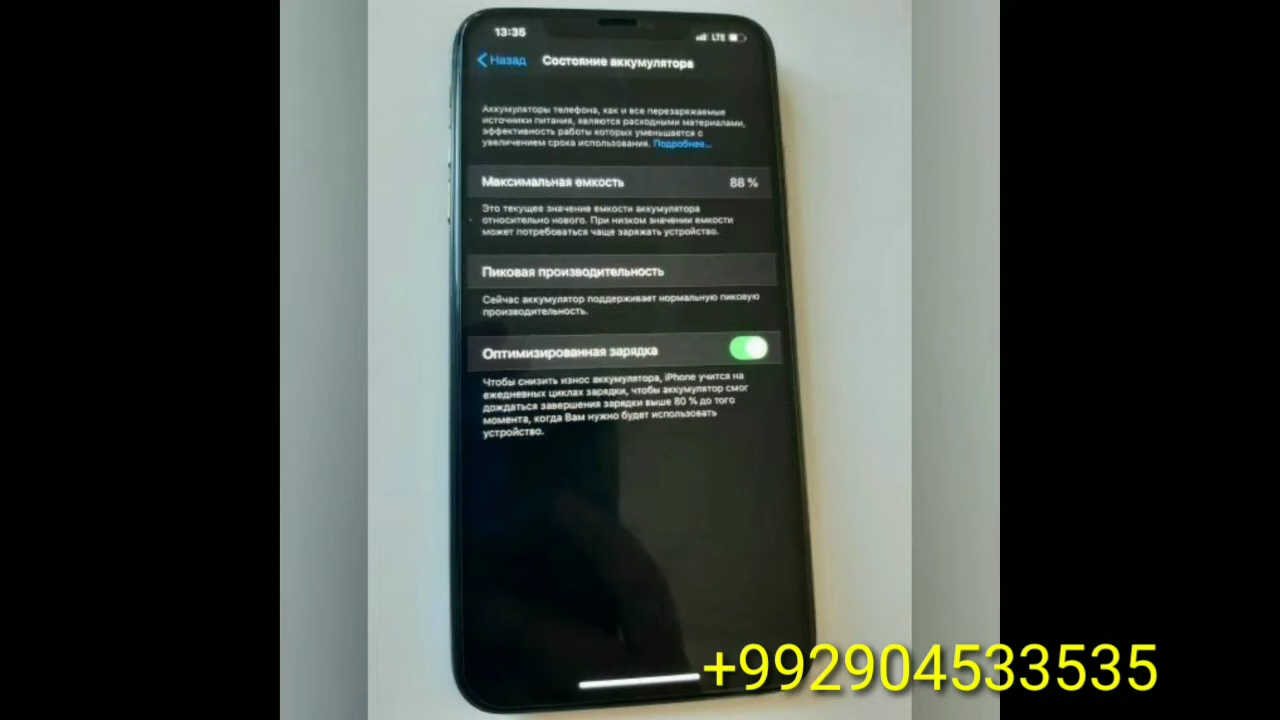 13:35
LTE
Назад Состояние аккумулятора
Аккумуляторы телефона, как и все перезаряжаемые
источники питания, являются расходными материалами,
эффективность работы которых уменьшается с
увеличением срока использования. Подробнее...
Максимальная емкость 88 %
Это текущее значение емкости аккумулятора
относительно нового. При низком значении емкости
может потребоваться чаще заряжать устройство.
Пиковая производительность
Сейчас аккумулятор поддерживает нормальную пиковую
производительность.
Оптимизированная зарядка
Чтобы снизить износ аккумулятора, iPhone учится на
ежедневных циклах зарядки, чтобы аккумулятор смог
дождаться завершения зарядки выше 80 % до того
момента, когда Вам нужно будет использовать
устройство.
+992904533535